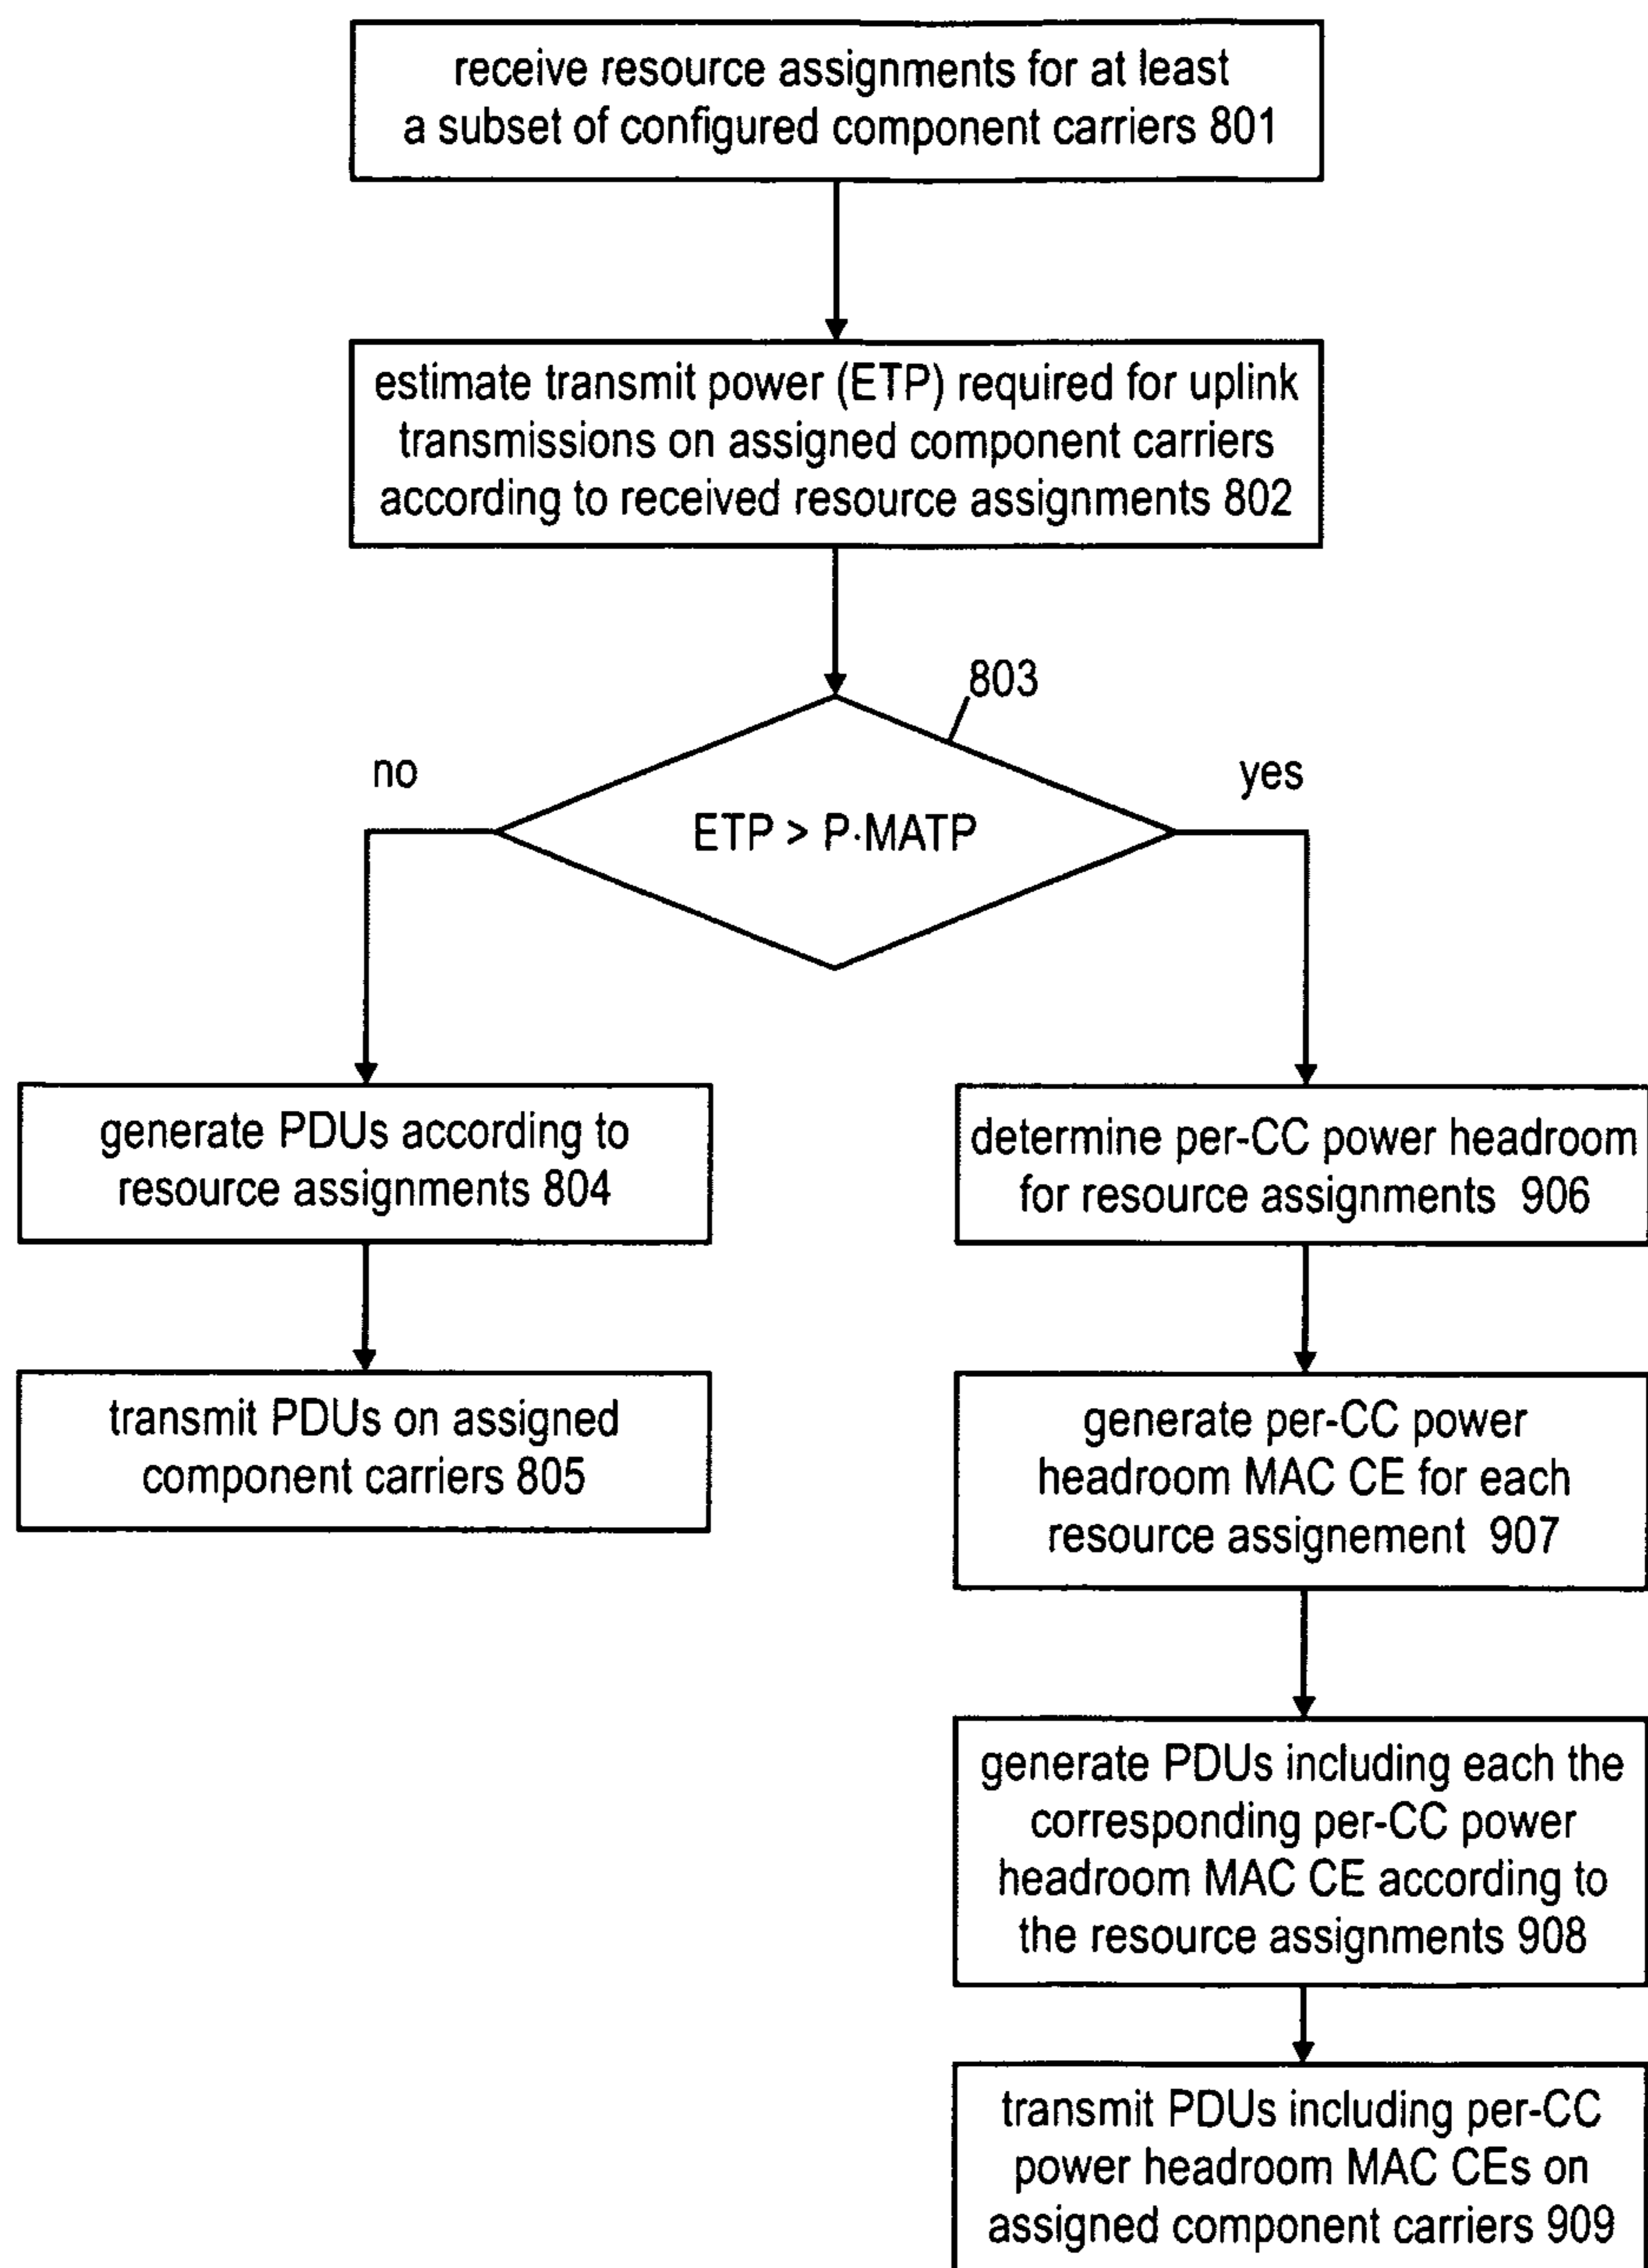 receive resource assignments for at least
a subset of configured component carriers 801
estimate transmit power (ETP) required for uplink
transmissions on assigned component carriers
according to received resource assignments 802
803
no
yes
ETP > P·MATP
generate PDUs according to
resource assignments 804
transmit PDUs on assigned
component carriers 805
determine per-CC power headroom
for resource assignments 906
generate per-CC power
headroom MAC CE for each
resource assignement 907
generate PDUs including each the
corresponding per-CC power
headroom MAC CE according to
the resource assignments 908
transmit PDUs including per-CC
power headroom MAC CEs on
assigned component carriers 909